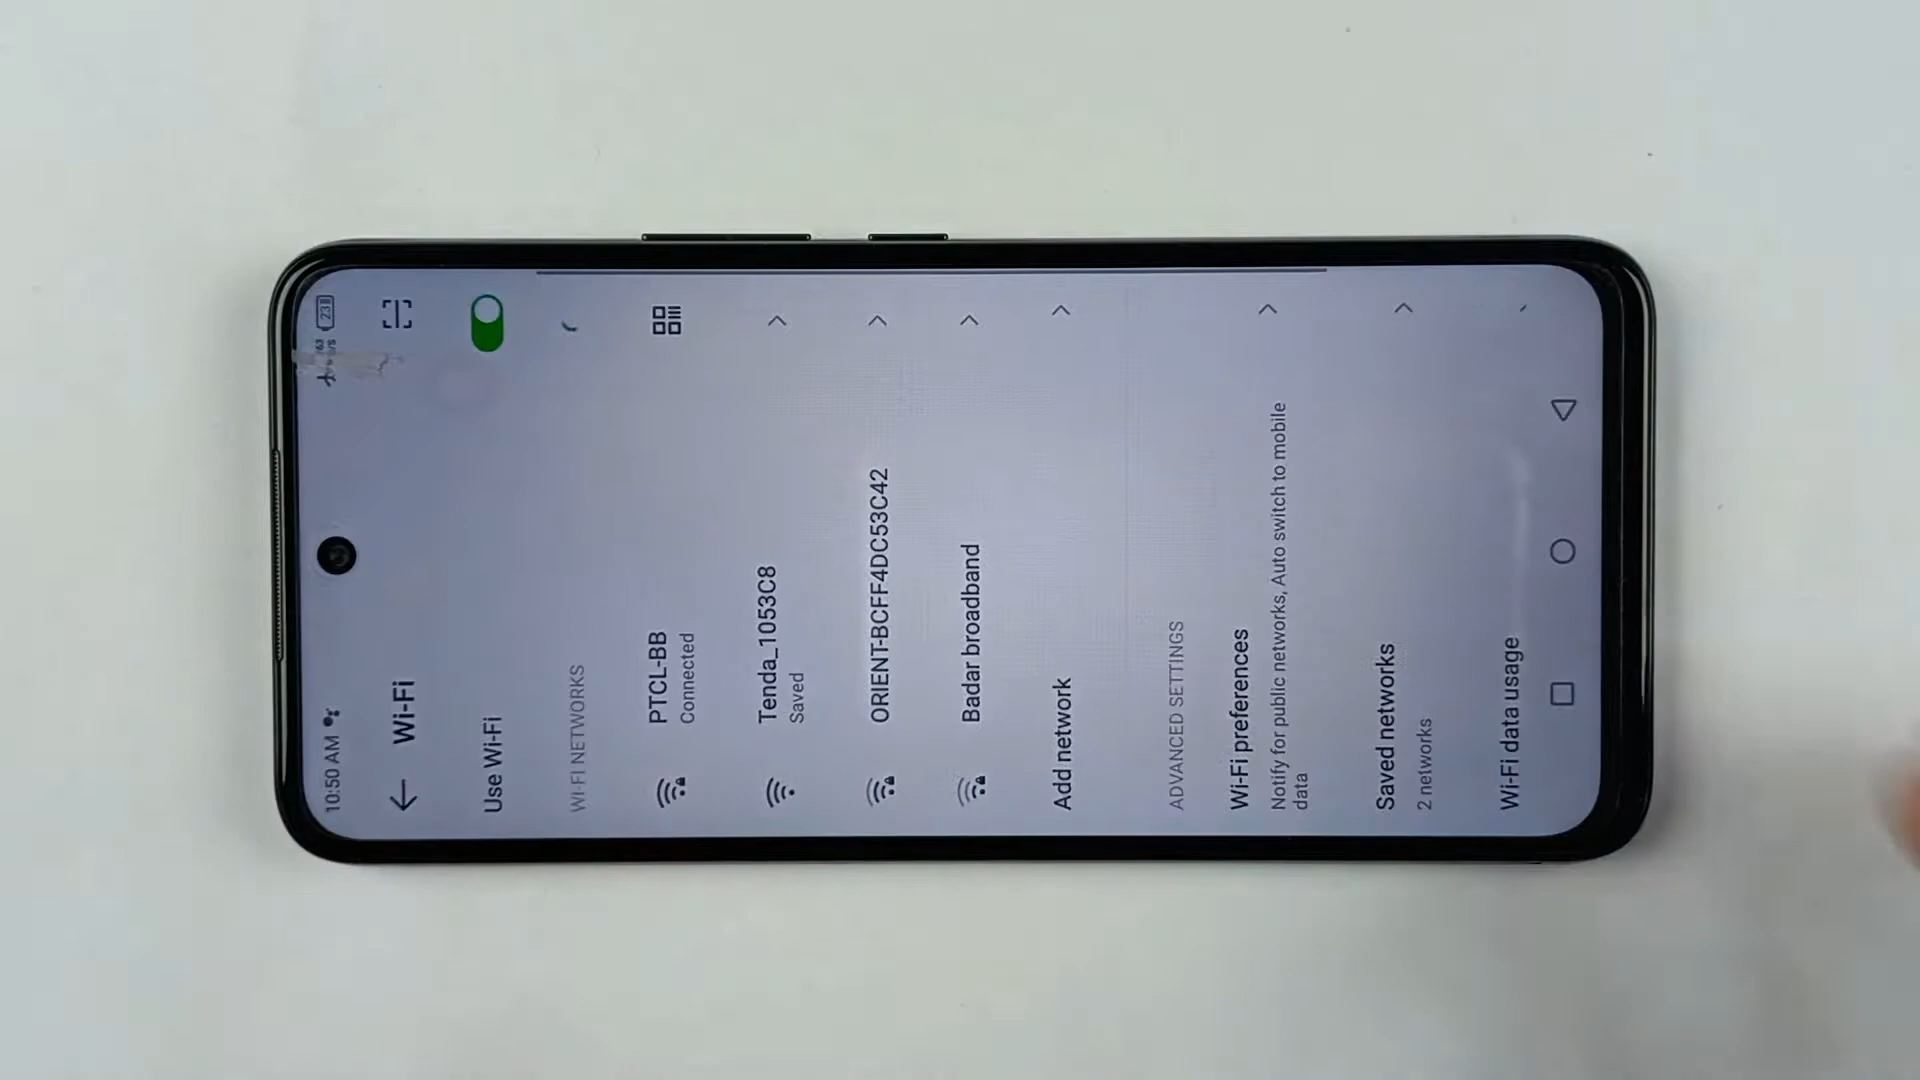 10:50 AM
23
Wi-Fi
Use Wi-Fi
WI-FI NETWORKS
PTCL-BB
Connected
Tenda_1053C8
Saved
ORIENT-BCFF4DC53C42
Badar broadband
Add network
ADVANCED SETTINGS
Wi-Fi preferences
Notify for public networks, Auto switch to mobile
data
Saved networks
2 networks
Wi-Fi data usage